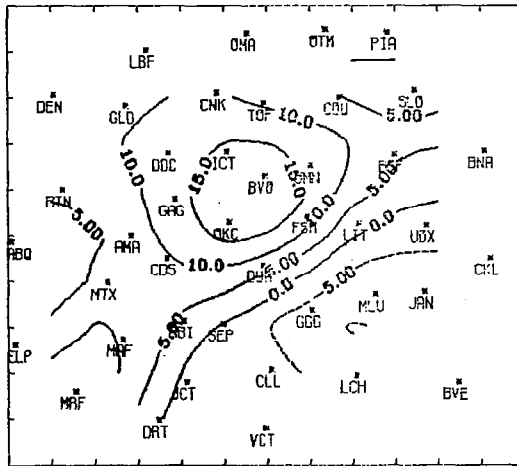 OMA
OTM
PIA
LBF
DEN
GLD
CNK
10.0
TOP
COU
SLO
5.00
10.0
DDC
ICT
15.0
15.0
BNA
BVO
5.00
GAG
10.0
5.00
OKC
FSM
LIT
0.0
UOX
ABQ
AMA
CDS
10.0
5.00
CKL
MTX
0.0
5.00
MLU
JAN
GGG
ABI
SEP
5.00
ELP
MAF
CLL
LCH
BVE
JCT
MRF
DRT
VCT